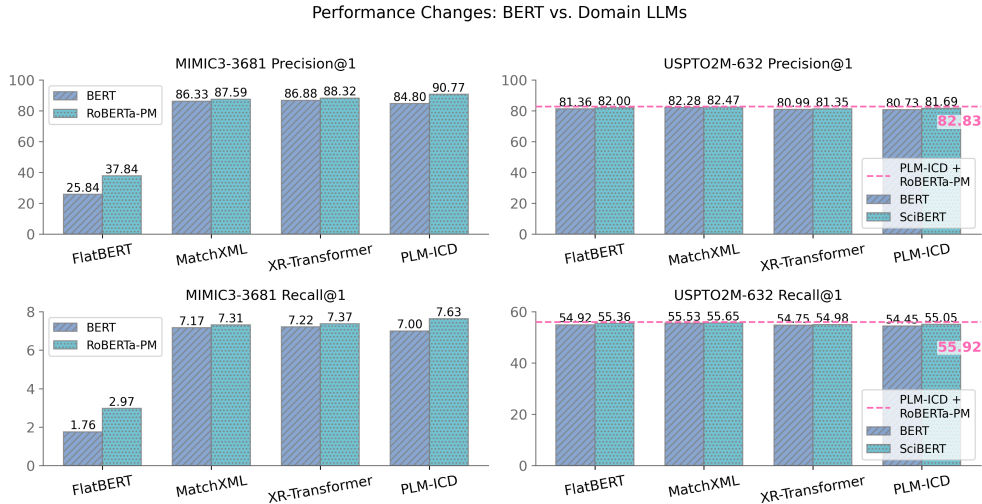 Performance Changes: BERT vs. Domain LLMs
MIMIC3-3681 Precision@1
100
80
60
40
20
0
BERT
RoBERTa-PM
25.84
37.84
86.33
87.59
86.88
88.32
84.80
90.77
FlatBERT
MatchXML
XR-Transformer
PLM-ICD
USPTO2M-632 Precision@1
100
80
60
40
20
0
81.36
82.00
82.28
82.47
80.99
81.35
80.73
81.69
82.83
PLM-ICD +
RoBERTa-PM
BERT
SciBERT
FlatBERT
MatchXML
XR-Transformer
PLM-ICD
MIMIC3-3681 Recall@1
8
6
4
2
0
BERT
RoBERTa-PM
1.76
2.97
7.17
7.31
7.22
7.37
7.00
7.63
FlatBERT
MatchXML
XR-Transformer
PLM-ICD
USPTO2M-632 Recall@1
60
40
20
0
54.92
55.36
55.53
55.65
54.75
54.98
54.45
55.05
55.92
PLM-ICD +
RoBERTa-PM
BERT
SciBERT
FlatBERT
MatchXML
XR-Transformer
PLM-ICD